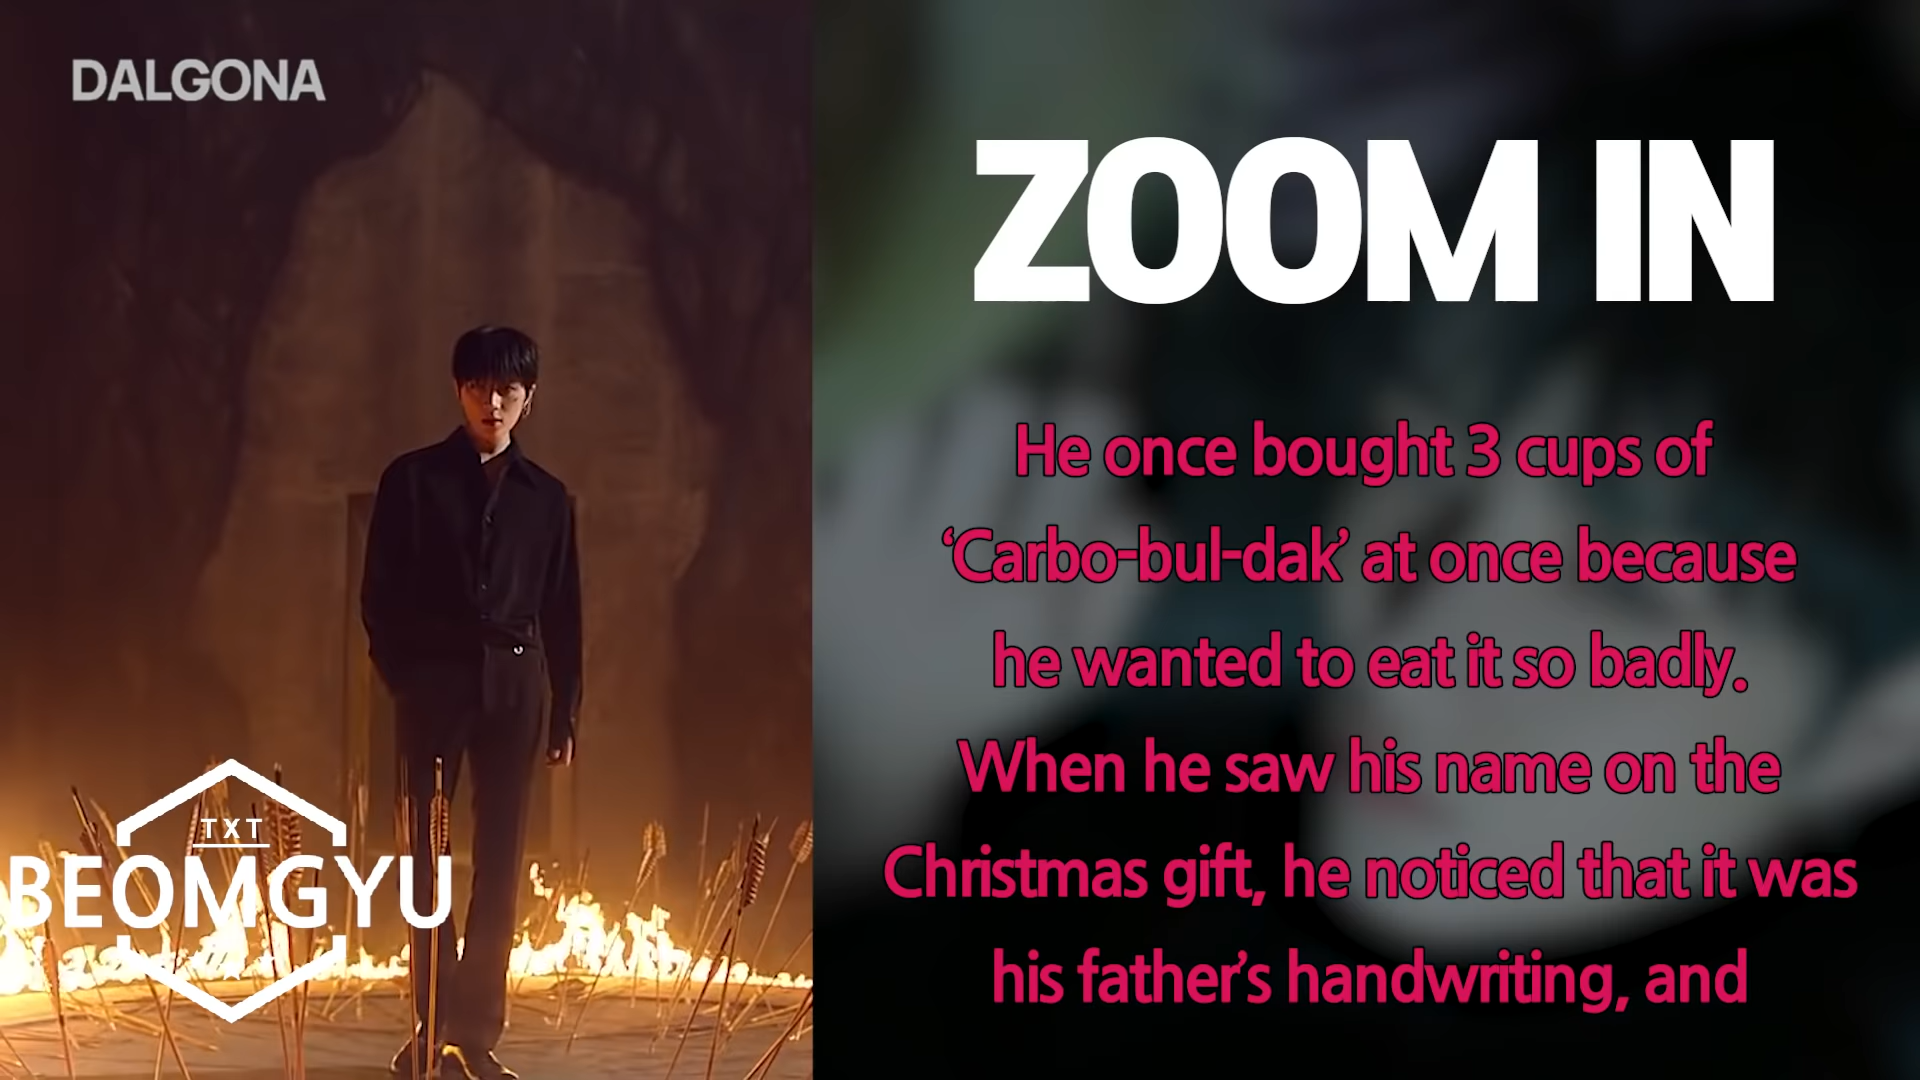 DALGONA
ZOOM IN
He once bought 3 cups of
‘Carbo-bul-dak’ at once because
he wanted to eat it so badly.
When he saw his name on the
Christmas gift, he noticed that it was
his father’s handwriting, and
TXT
BEOMGYU